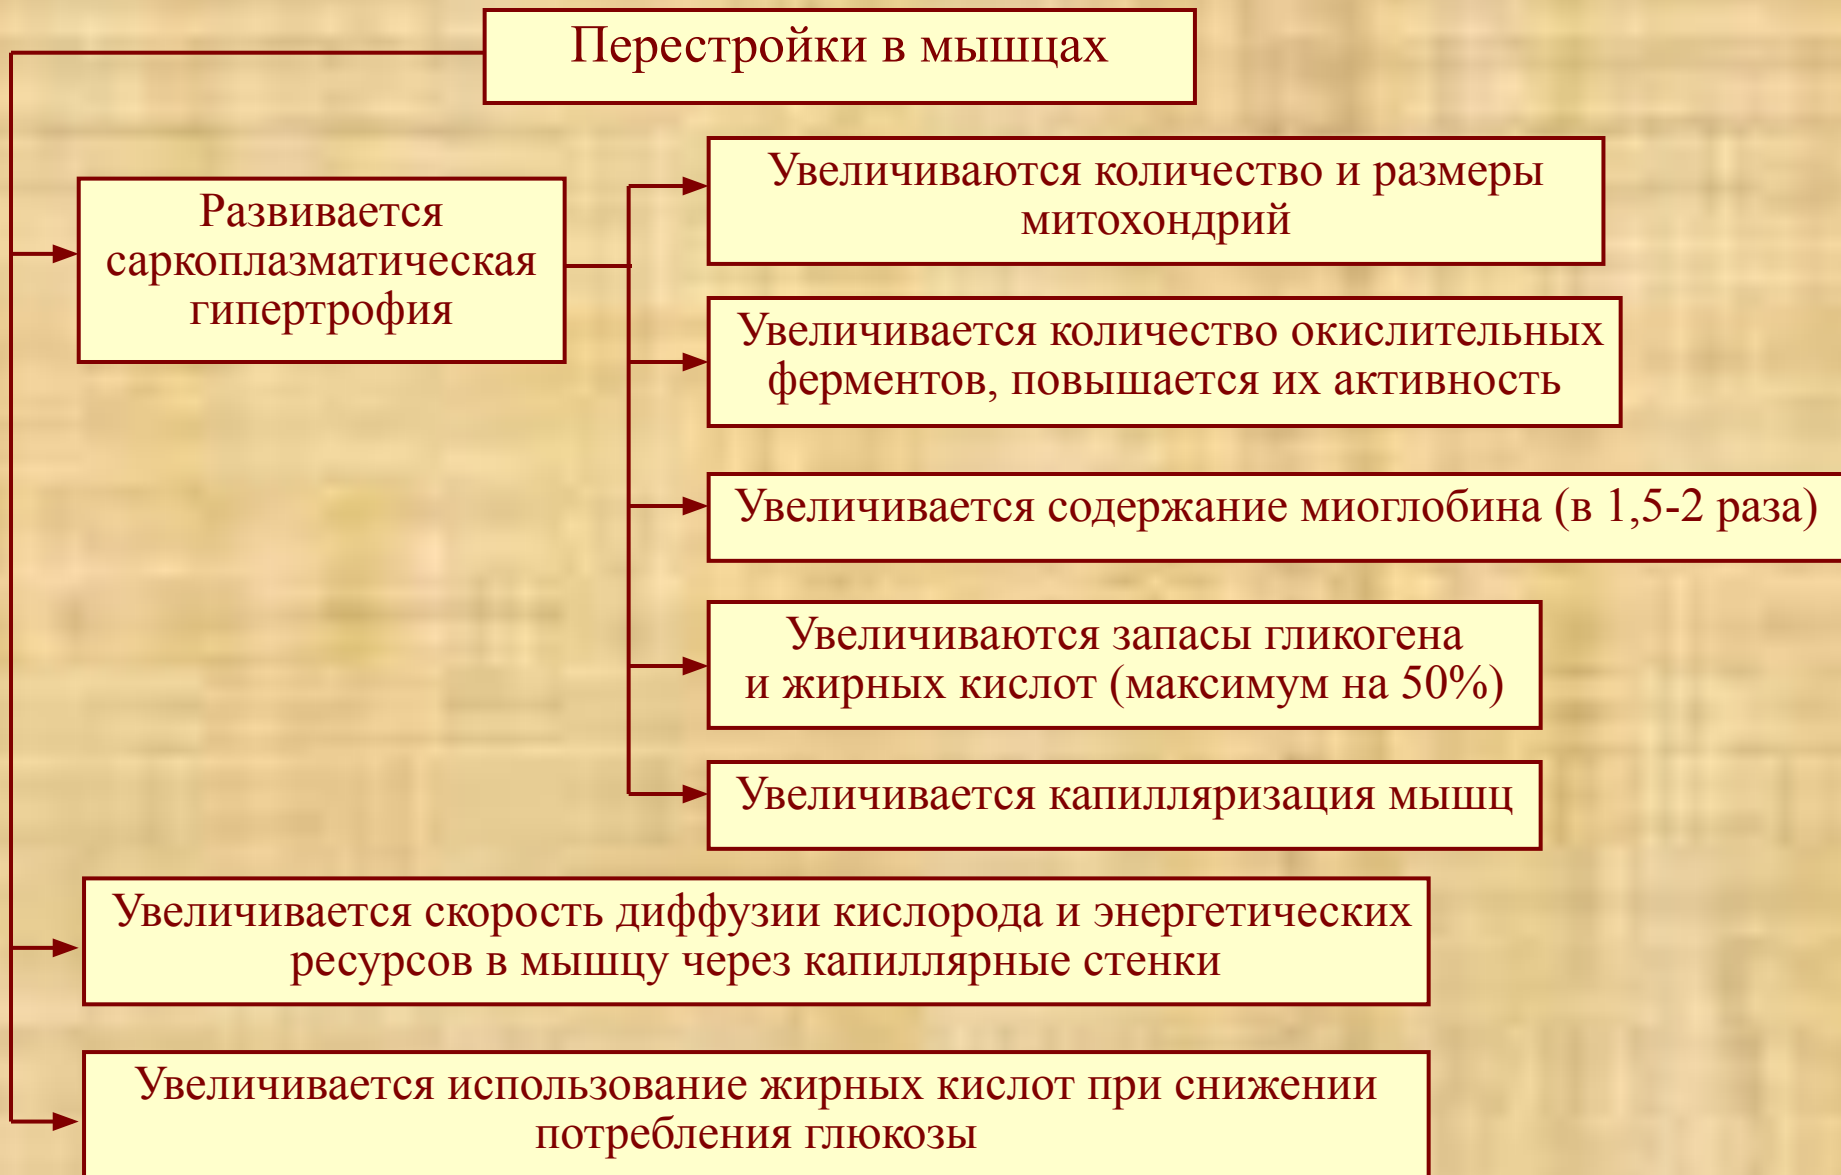 Перестройки в мышцах
Развивается
саркоплазматическая
гипертрофия
Увеличиваются количество и размеры
митохондрий
Увеличивается количество окислительных
ферментов, повышается их активность
Увеличивается содержание миоглобина (в 1,5-2 раза)
Увеличиваются запасы гликогена
и жирных кислот (максимум на 50%)
Увеличивается капилляризация мышц
Увеличивается скорость диффузии кислорода и энергетических
ресурсов в мышцу через капиллярные стенки
Увеличивается использование жирных кислот при снижении
потребления глюкозы